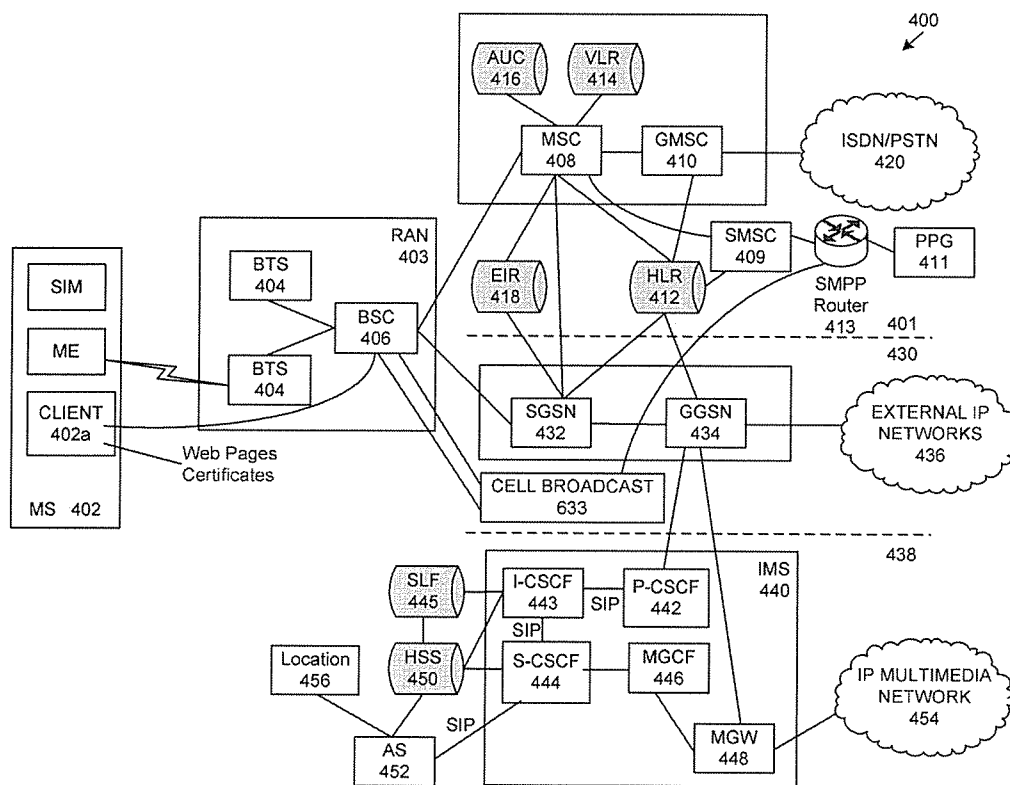 400
AUC
416
VLR
414
MSC
408
GMSC
410
ISDN/PSTN
420
RAN
403
BTS
404
BSC
406
BTS
404
SIM
ME
CLIENT
402a
MS 402
Web Pages
Certificates
EIR
418
HLR
412
SMSC
409
SMPP
Router
413
PPG
411
401
430
SGSN
432
GGSN
434
EXTERNAL IP
NETWORKS
436
CELL BROADCAST
633
438
IMS
440
SLF
445
I-CSCF
443
SIP
P-CSCF
442
SIP
HSS
450
S-CSCF
444
MGCF
446
Location
456
SIP
AS
452
MGW
448
IP MULTIMEDIA
NETWORK
454